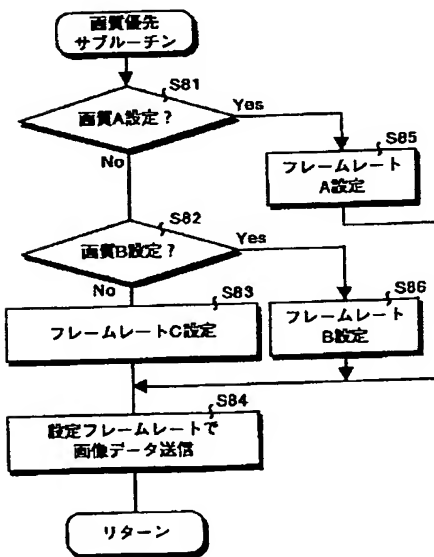 画質優先
サブルーチン
S81
画質A設定？
Yes
No
S85
フレームレート
A設定
S82
画質B設定？
Yes
No
S83
フレームレートC設定
S86
フレームレート
B設定
S84
設定フレームレートで
画像データ送信
リターン